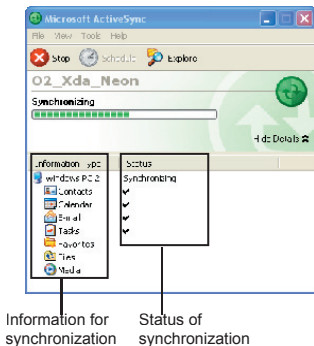 Microsoft ActiveSync
File View Tools Help
Stop Schedule Explore
O2_Xda_Neon
Synchronizing
Hide Details
Information Type Status
Windows PC 2 Synchronizing
Contacts
Calendar
E-mail
Tasks
Favorites
Files
Media
Information for
synchronization
Status of
synchronization